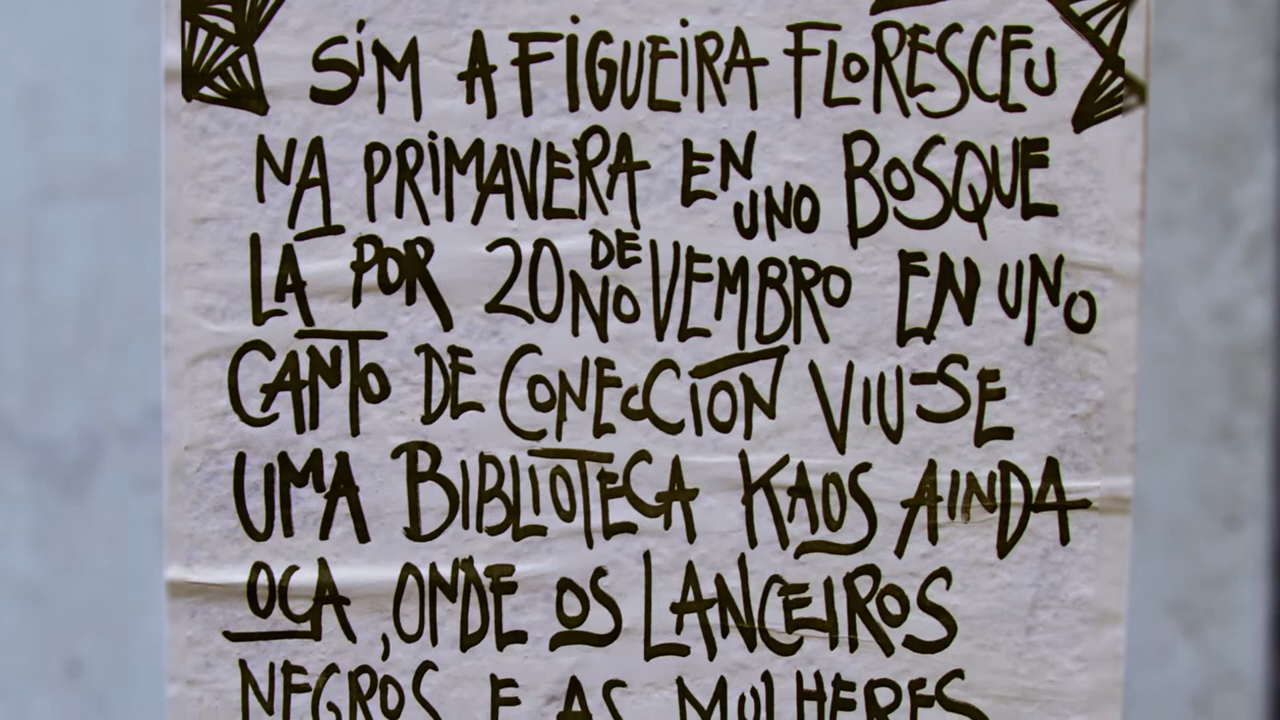 SIM A FIGUEIRA FLORESCEU
NA PRIMAVERA EN UNO BOSQUE
LA POR 20 DE NOVEMBRO EN UNO
CANTO DE CONECCION VIU-SE
UMA BIBLIOTECA KAOS AINDA
OCA, ONDE OS LANCEIROS
NEGROS E AS MULHERES